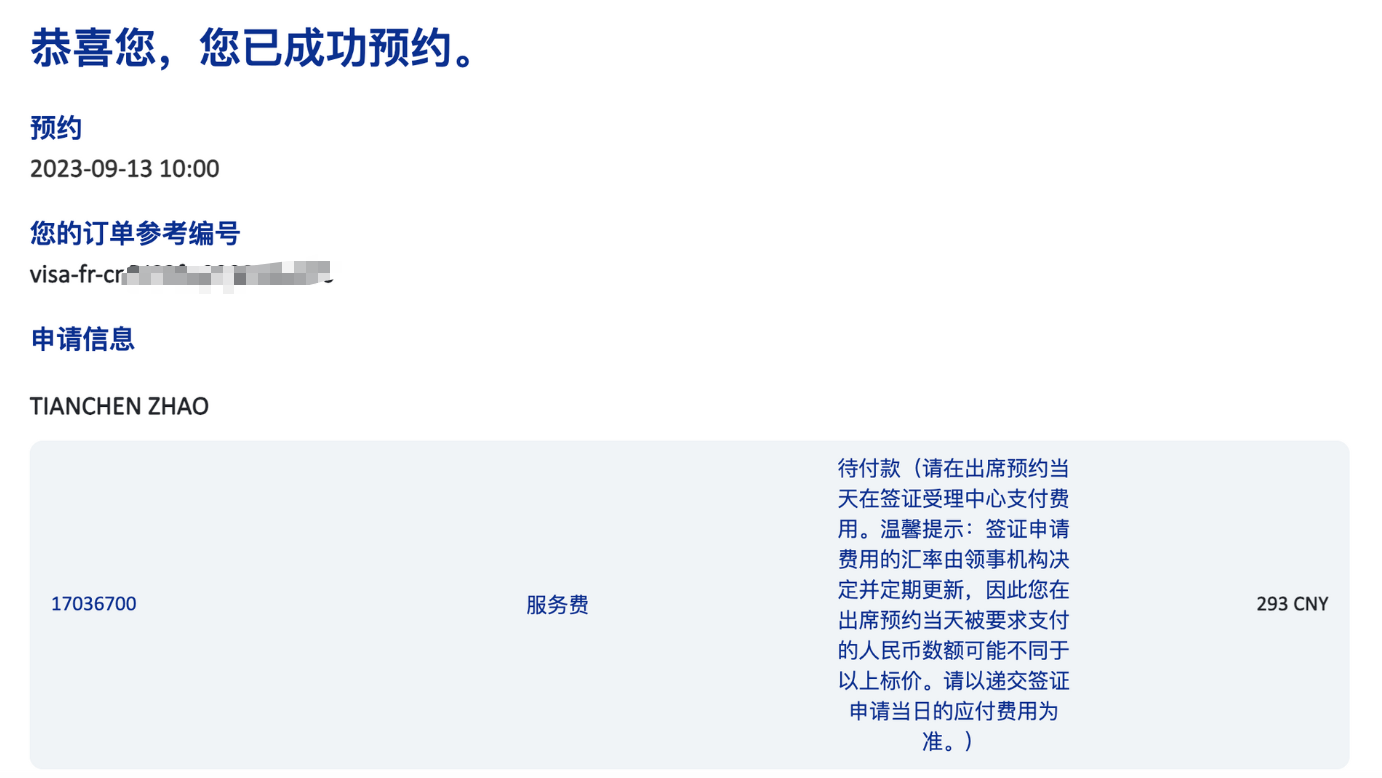 恭喜您，您已成功预约。
预约
2023-09-13 10:00
您的订单参考编号
visa-fr-cn
申请信息
TIANCHEN ZHAO
17036700
服务费
待付款（请在出席预约当
天在签证受理中心支付费
用。温馨提示：签证申请
费用的汇率由领事机构决
定并定期更新，因此您在
出席预约当天被要求支付
的人民币数额可能不同于
以上标价。请以递交签证
申请当日的应付费用为
准。）
293 CNY